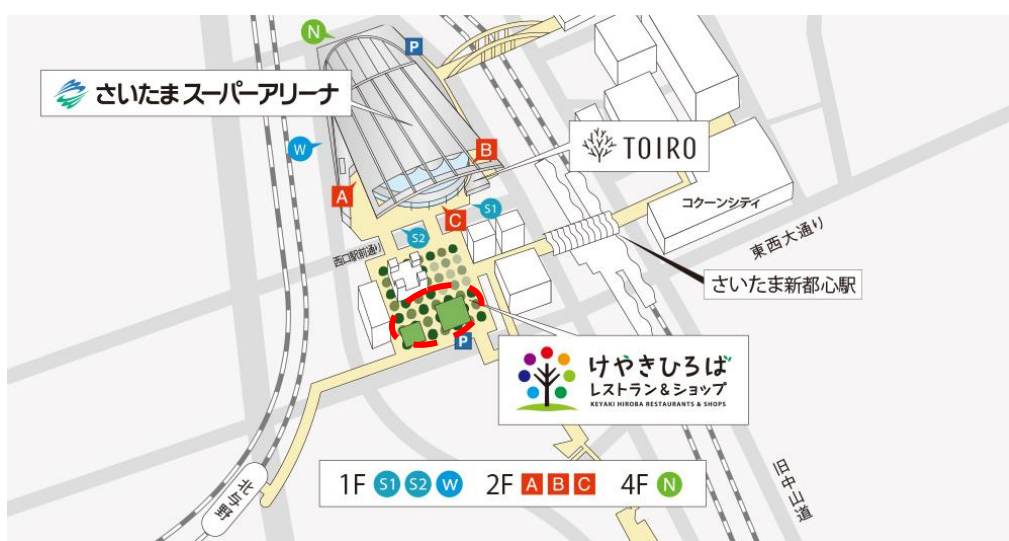 N
P
さいたまスーパーアリーナ
W
B
TOIRO
A
C
S1
S2
コクーンシティ
東西大通り
西口駅前通り
さいたま新都心駅
P
けやきひろば
レストラン&ショップ
KEYAKI HIROBA RESTAURANTS & SHOPS
1F S1 S2 W 2F A B C 4F N
北与野
旧中山道